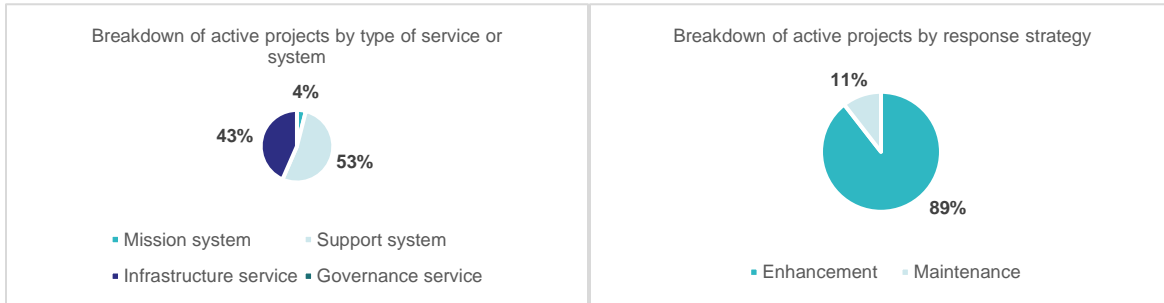 Breakdown of active projects by type of service or
system
4%
43%
53%
Mission system
Support system
Infrastructure service
Governance service
Breakdown of active projects by response strategy
11%
89%
Enhancement
Maintenance